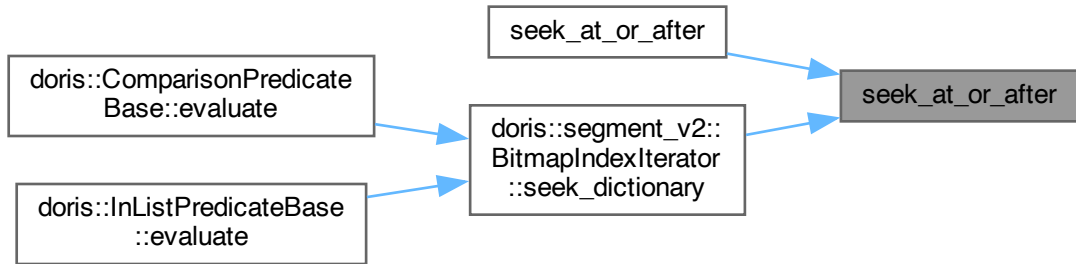 doris::ComparisonPredicate
Base::evaluate
doris::InListPredicateBase
::evaluate
seek_at_or_after
doris::segment_v2::
BitmapIndexIterator
::seek_dictionary
seek_at_or_after